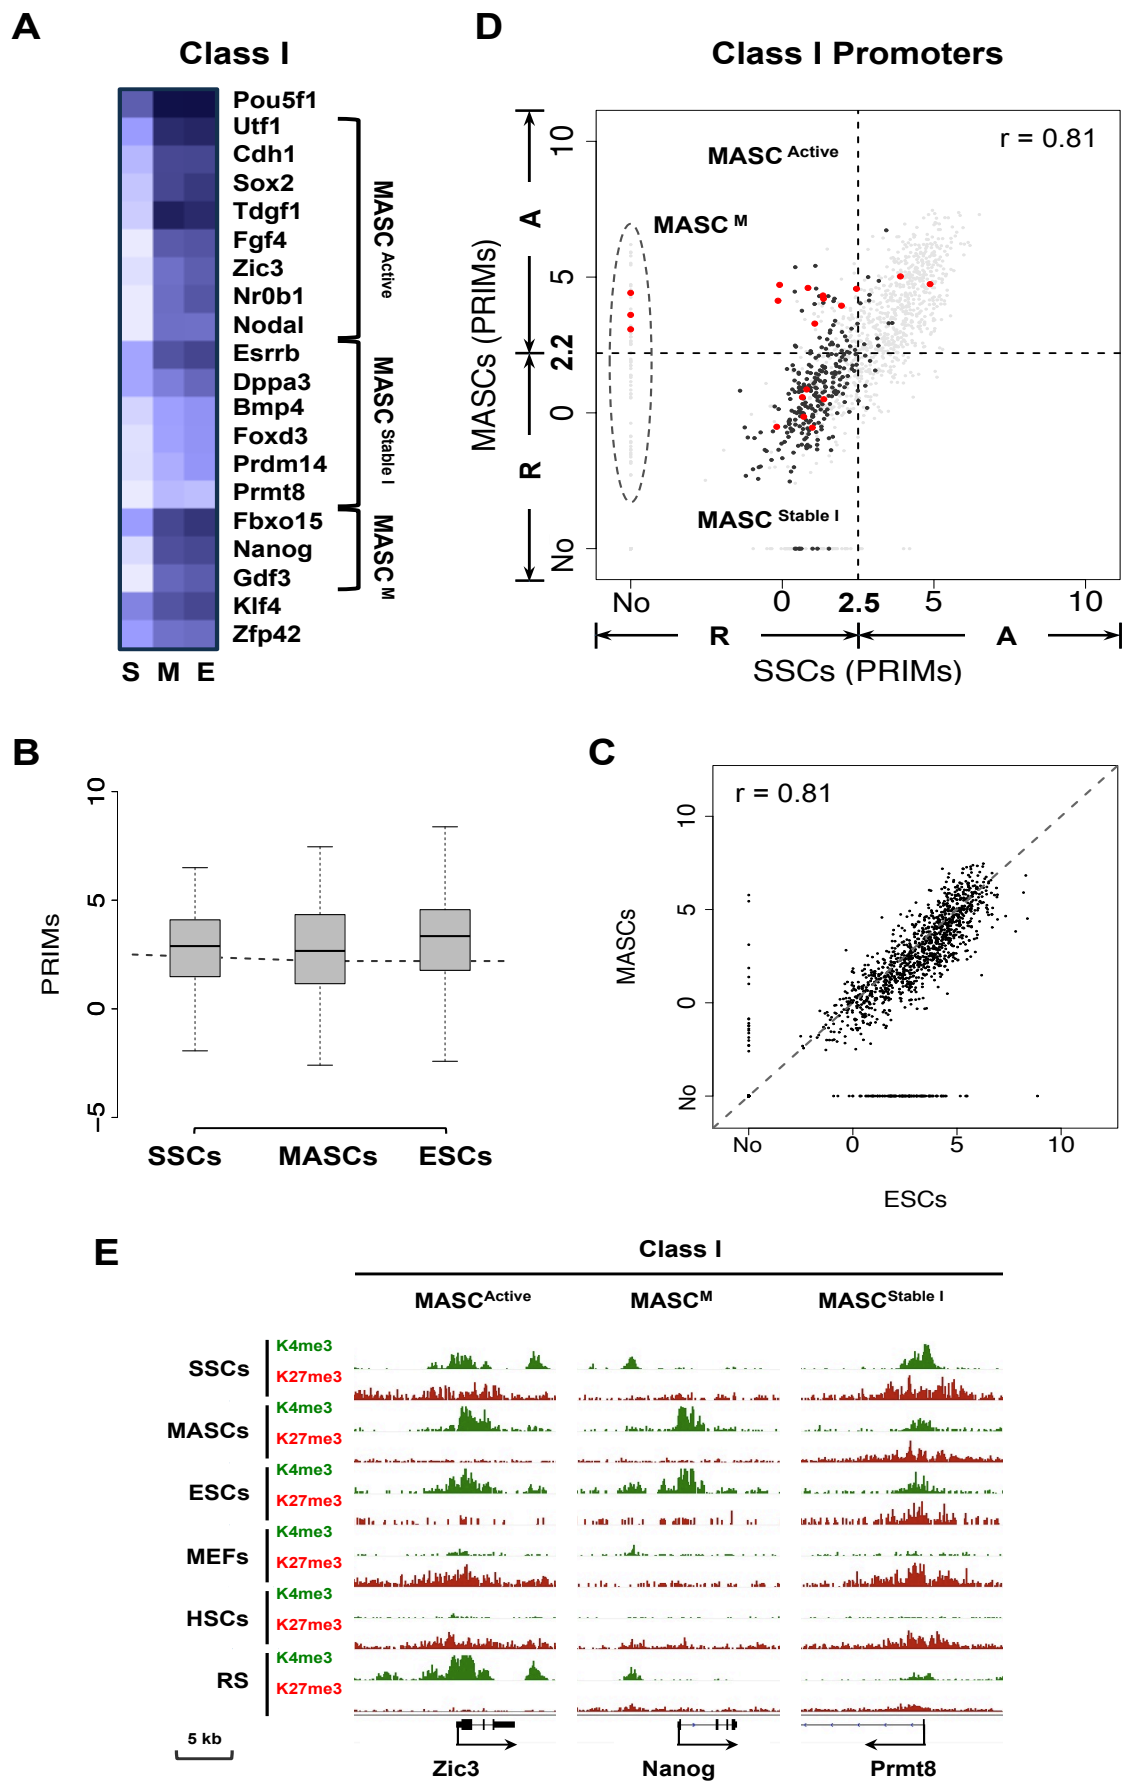 A
Class I
Pou5f1
Utf1
Cdh1
Sox2
Tdgf1
Fgf4
Zic3
Nr0b1
Nodal
Esrrb
Dppa3
Bmp4
Foxd3
Prdm14
Prmt8
Fbxo15
Nanog
Gdf3
Klf4
Zfp42
MASC Active
MASC Stable I
MASC M
S M E
D
Class I Promoters
r = 0.81
MASC Active
MASC M
MASC Stable I
MASCs (PRIMs)
A
R
10
5
2.2
0
No
No 0 2.5 5 10
R A
SSCs (PRIMs)
B
PRIMs
10
5
0
−5
SSCs MASCs ESCs
C
r = 0.81
MASCs
10
5
0
No
No 0 5 10
ESCs
E
Class I
MASCActive MASCM MASCStable I
SSCs K4me3
K27me3
MASCs K4me3
K27me3
ESCs K4me3
K27me3
MEFs K4me3
K27me3
HSCs K4me3
K27me3
RS K4me3
K27me3
5 kb
Zic3 Nanog Prmt8